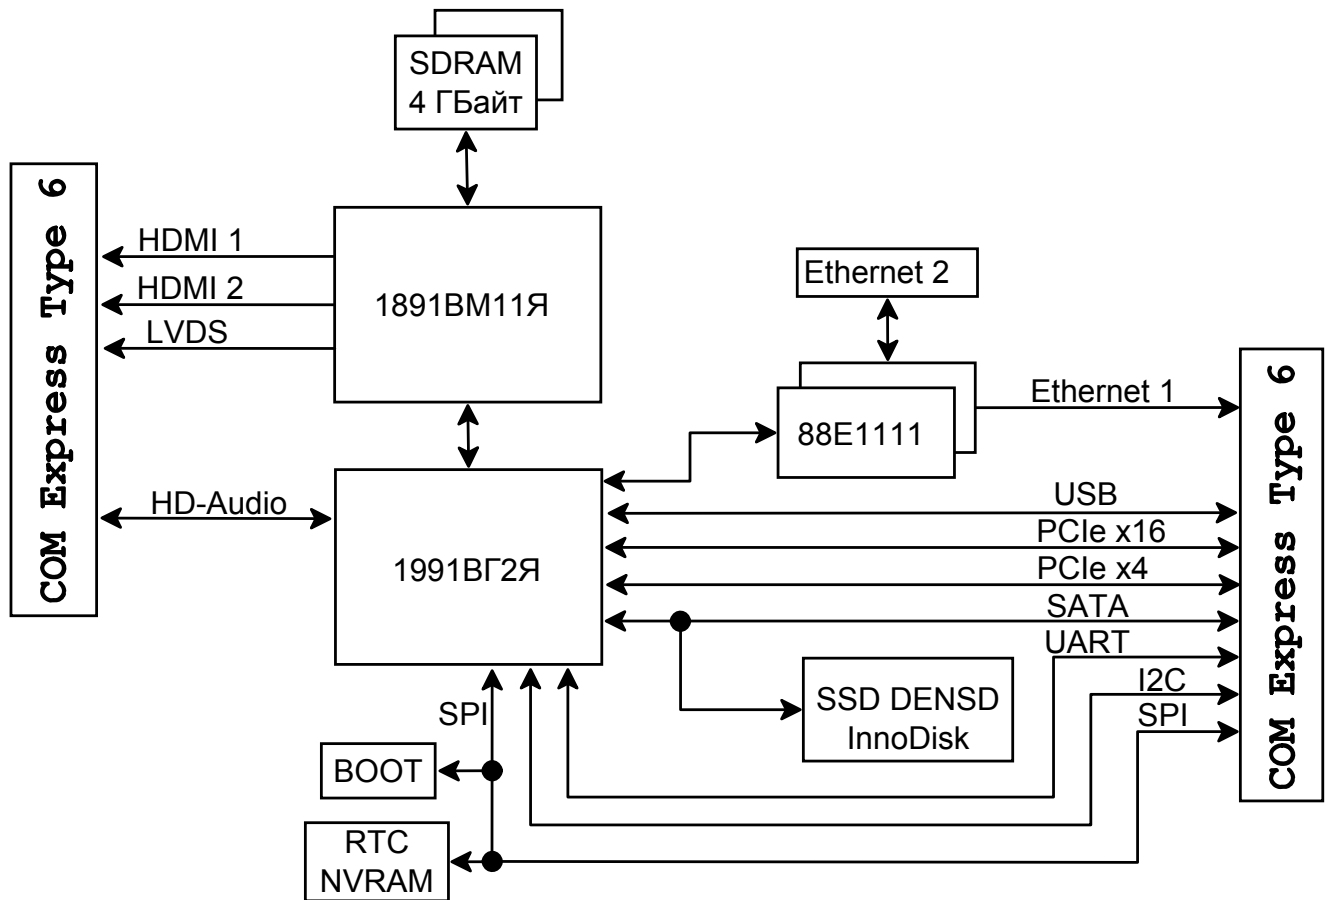 SDRAM
4 ГБайт
COM Express Type 6
HDMI 1
HDMI 2
LVDS
1891ВМ11Я
Ethernet 2
Ethernet 1
88E1111
COM Express Type 6
HD-Audio
1991ВГ2Я
USB
PCIe x16
PCIe x4
SATA
UART
I2C
SPI
SSD DENSD
InnoDisk
SPI
BOOT
RTC
NVRAM